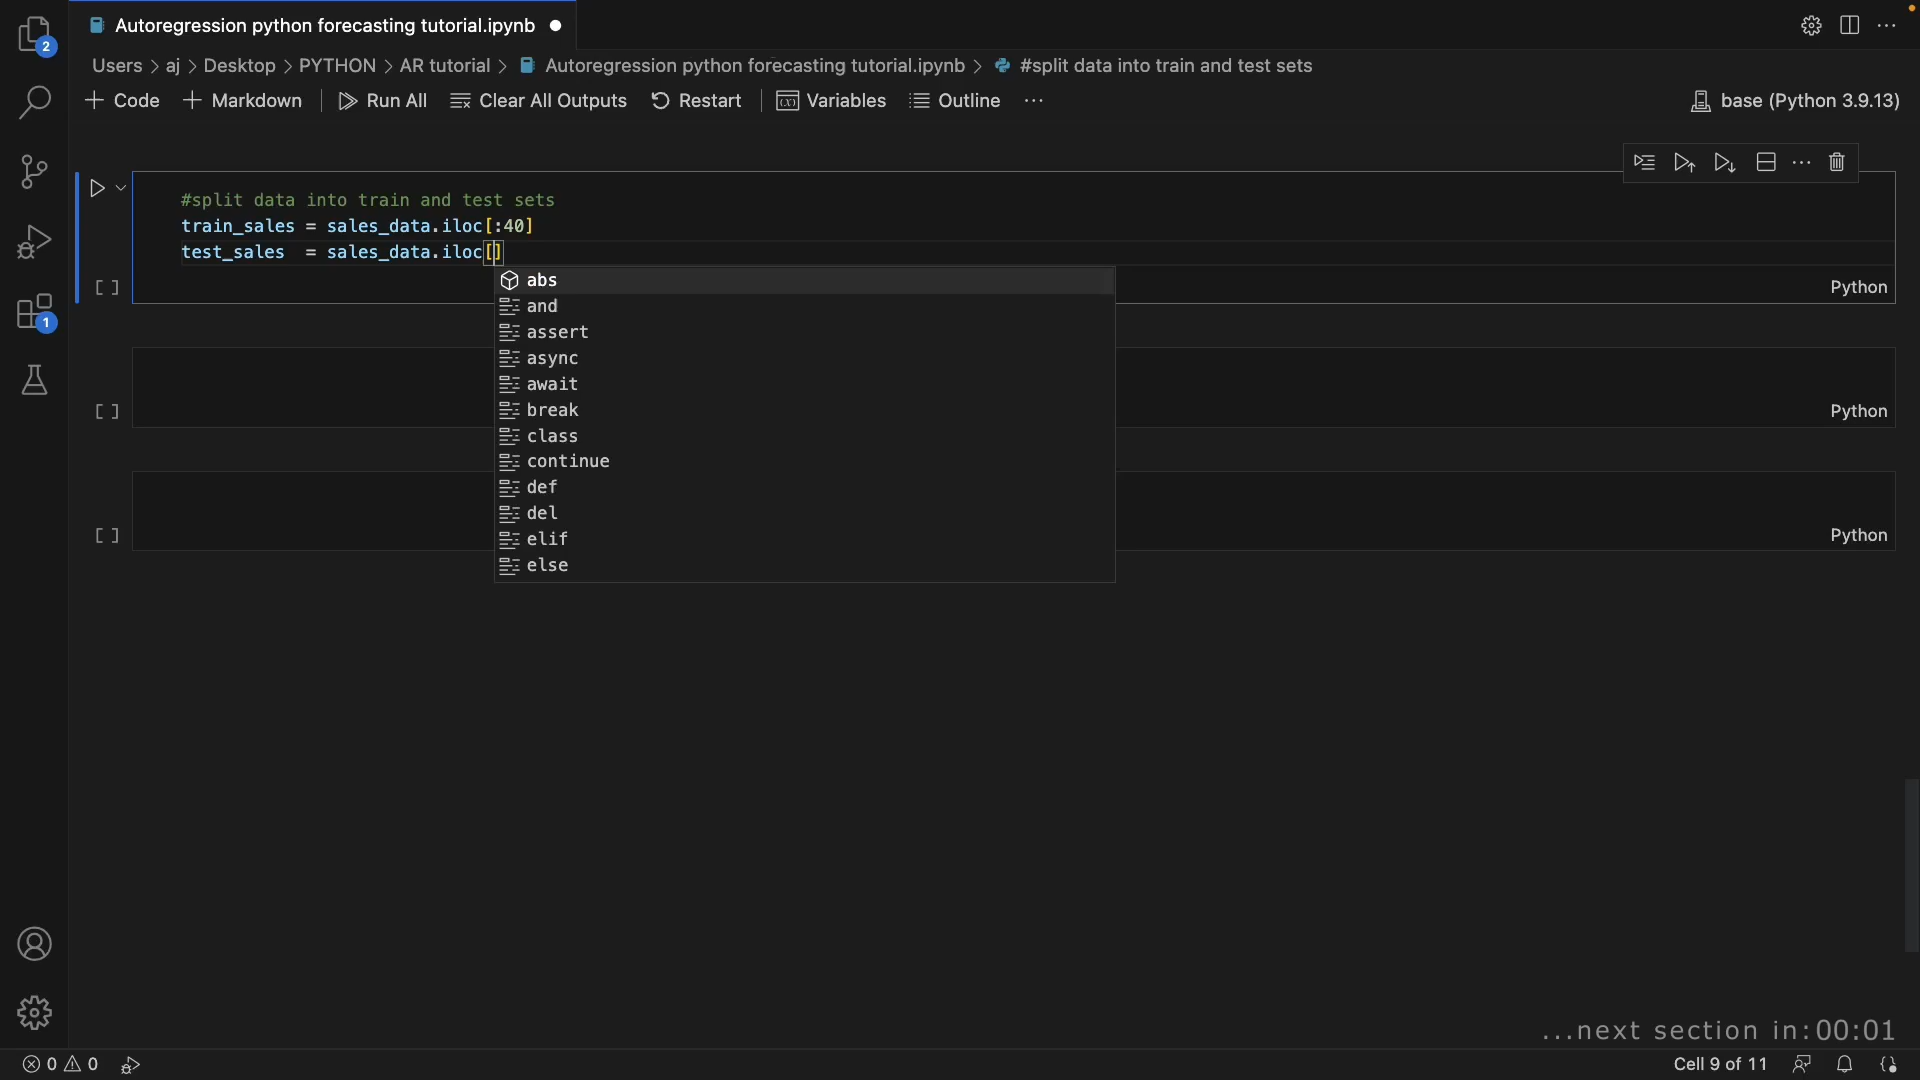 Autoregression python forecasting tutorial.ipynb
2
Users > aj > Desktop > PYTHON > AR tutorial > Autoregression python forecasting tutorial.ipynb > #split data into train and test sets
+ Code + Markdown Run All Clear All Outputs Restart Variables Outline ... base (Python 3.9.13)
#split data into train and test sets
train_sales = sales_data.iloc[:40]
test_sales  = sales_data.iloc[]
[ ]
Python
1
abs
and
assert
async
await
break
class
continue
def
del
elif
else
[ ]
Python
[ ]
Python
...next section in:00:01
0 0
Cell 9 of 11